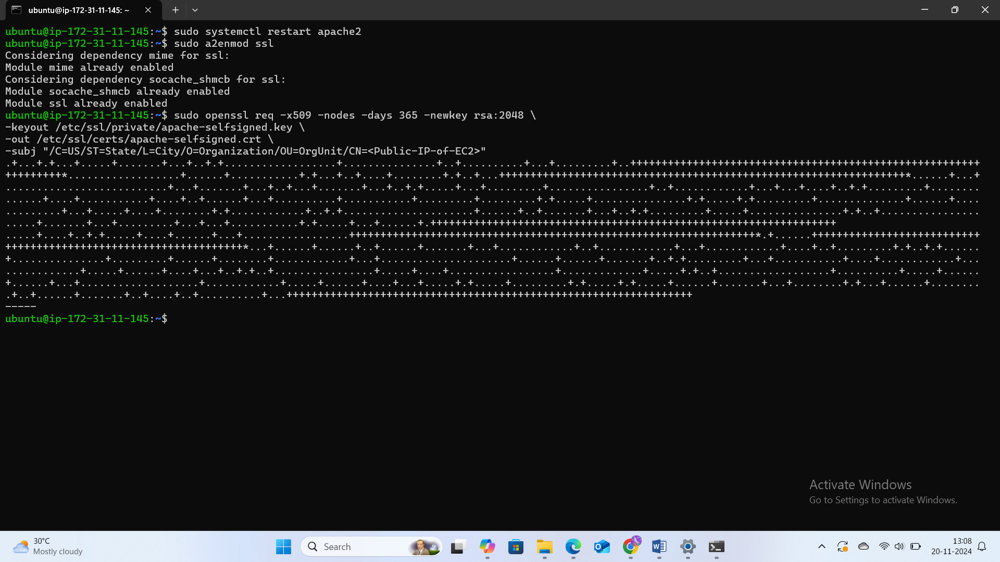 ubuntu@ip-172-31-11-145: ~
ubuntu@ip-172-31-11-145:~$ sudo systemctl restart apache2
ubuntu@ip-172-31-11-145:~$ sudo a2enmod ssl
Considering dependency mime for ssl:
Module mime already enabled
Considering dependency socache_shmcb for ssl:
Module socache_shmcb already enabled
Module ssl already enabled
ubuntu@ip-172-31-11-145:~$ sudo openssl req -x509 -nodes -days 365 -newkey rsa:2048 \
-keyout /etc/ssl/private/apache-selfsigned.key \
-out /etc/ssl/certs/apache-selfsigned.crt \
-subj "/C=US/ST=State/L=City/O=Organization/OU=OrgUnit/CN=<Public-IP-of-EC2>"
-----
ubuntu@ip-172-31-11-145:~$
Activate Windows
Go to Settings to activate Windows.
30°C
Mostly cloudy
Search
13:08
20-11-2024